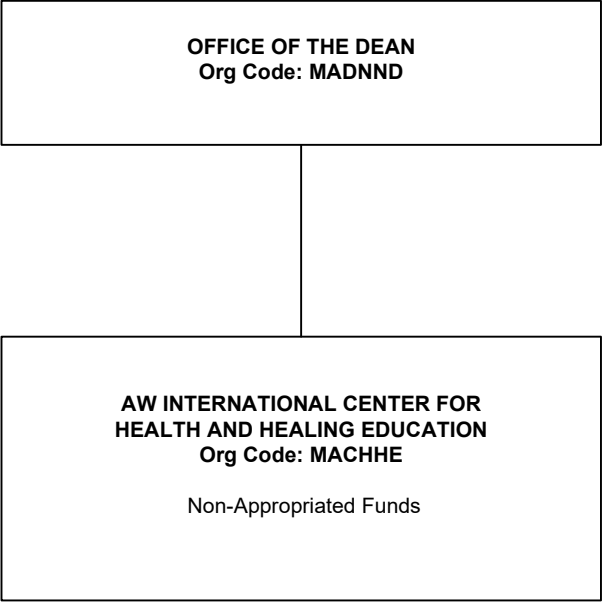 OFFICE OF THE DEAN
Org Code: MADNND
AW INTERNATIONAL CENTER FOR
HEALTH AND HEALING EDUCATION
Org Code: MACHHE
Non-Appropriated Funds